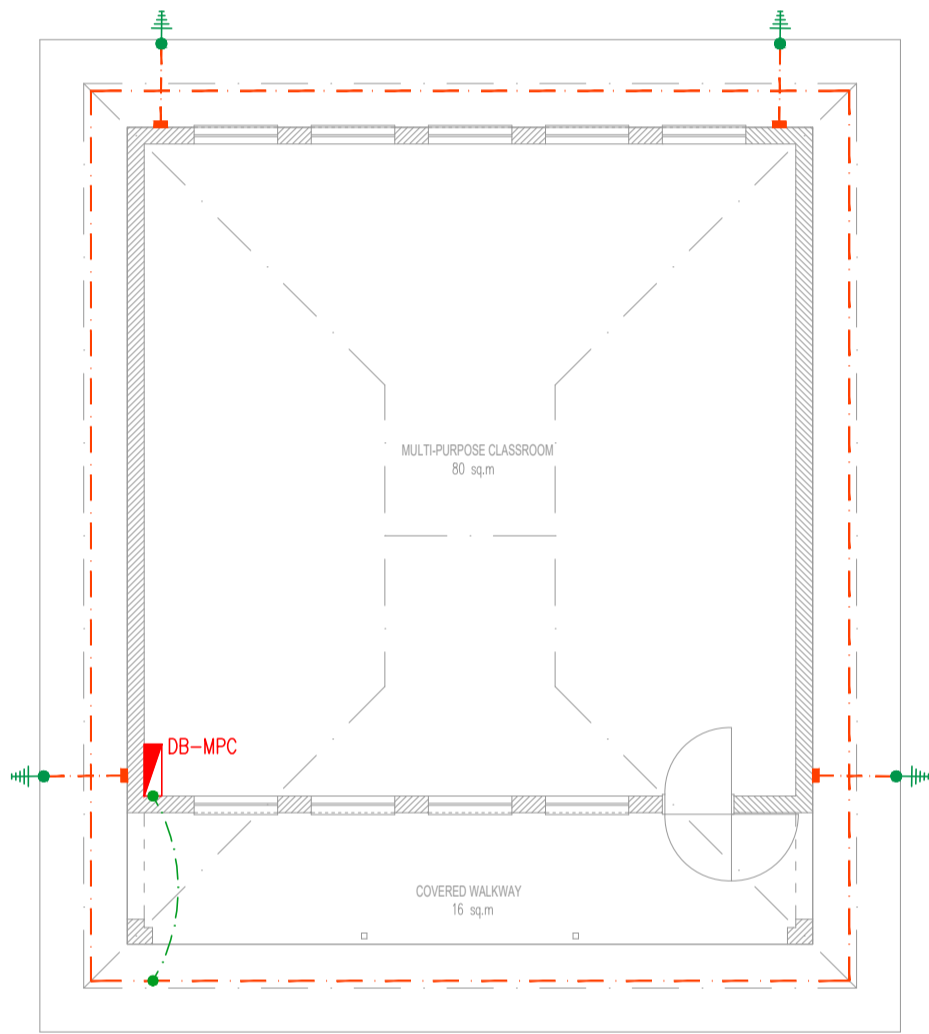 MULTI-PURPOSE CLASSROOM
80 sq.m
DB-MPC
COVERED WALKWAY
16 sq.m